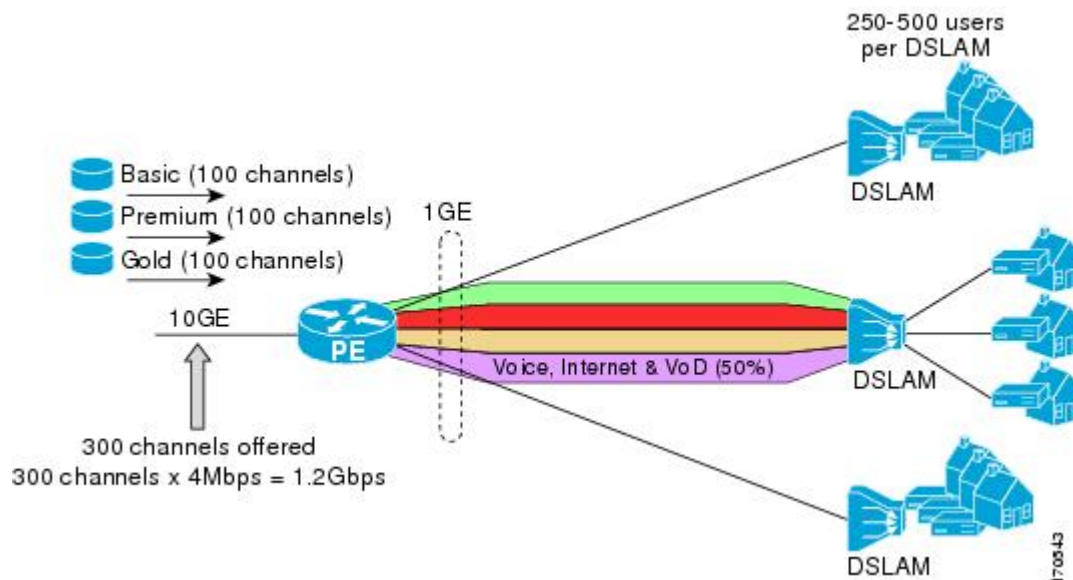 250-500 users
per DSLAM
Basic (100 channels)
Premium (100 channels)
Gold (100 channels)
1GE
DSLAM
10GE
PE
Voice, Internet & VoD (50%)
DSLAM
300 channels offered
300 channels x 4Mbps = 1.2Gbps
DSLAM
170543